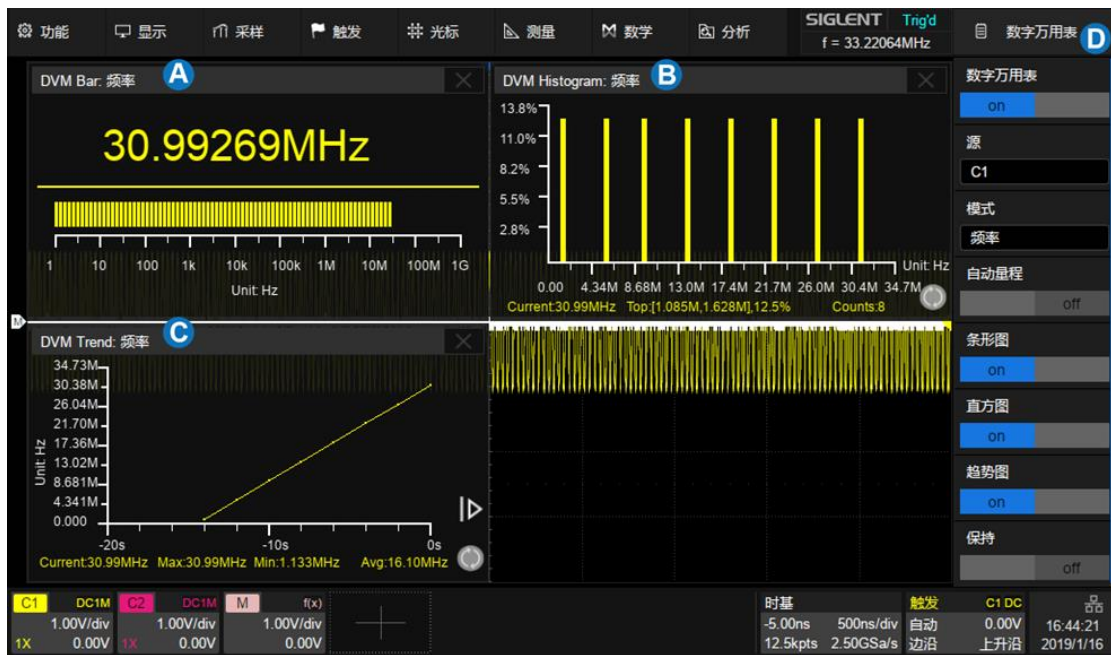 功能 显示 采样 触发 光标 测量 数学 分析
SIGLENT Trig'd
f = 33.22064MHz
数字万用表
D
DVM Bar: 频率
A
30.99269MHz
1 10 100 1k 10k 100k 1M 10M 100M 1G
Unit: Hz
DVM Histogram: 频率
B
13.8%
11.0%
8.2%
5.5%
2.8%
Unit: Hz
0.00 4.34M 8.68M 13.0M 17.4M 21.7M 26.0M 30.4M 34.7M
Current:30.99MHz Top:[1.085M,1.628M],12.5% Counts:8
M
DVM Trend: 频率
C
34.73M
30.38M
26.04M
21.70M
17.36M
13.02M
8.681M
4.341M
0.000
Unit: Hz
-20s -10s 0s
Current:30.99MHz Max:30.99MHz Min:1.133MHz Avg:16.10MHz
数字万用表
on
源
C1
模式
频率
自动量程
off
条形图
on
直方图
on
趋势图
on
保持
off
C1 DC1M
1.00V/div
1X 0.00V
C2 DC1M
1.00V/div
1X 0.00V
M f(x)
1.00V/div
0.00V
时基
-5.00ns 500ns/div
12.5kpts 2.50GSa/s
触发 C1 DC
自动 0.00V
边沿 上升沿
16:44:21
2019/1/16